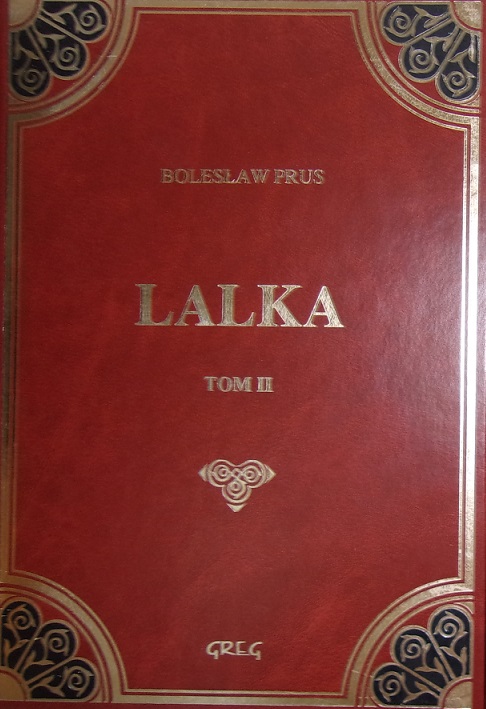 BOLESŁAW PRUS
LALKA
TOM II
GREG